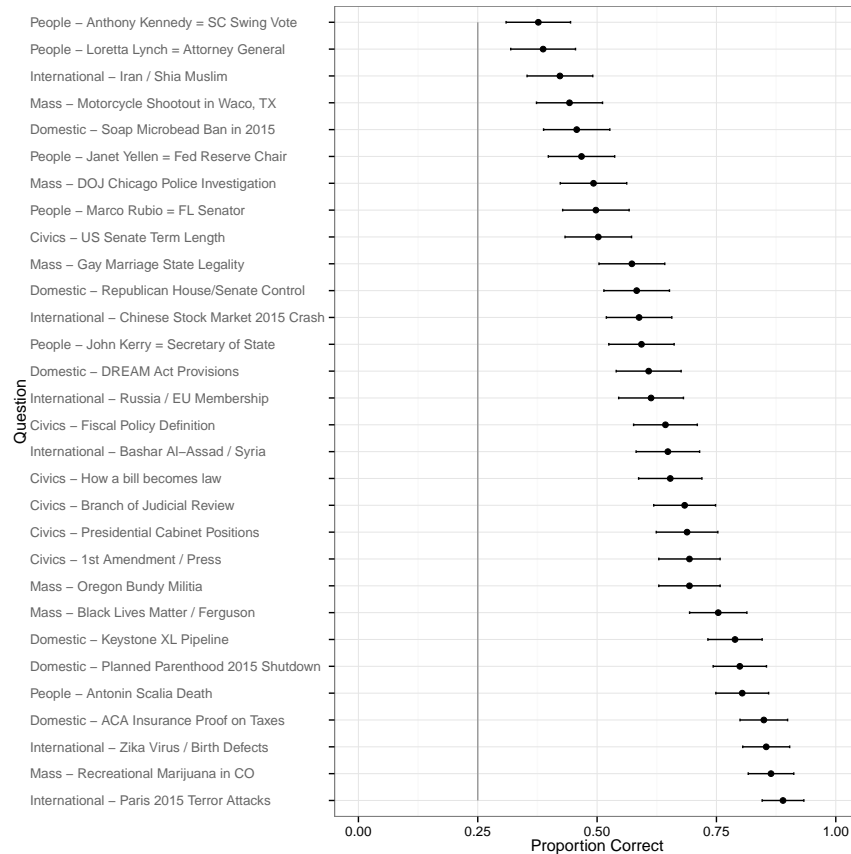 People – Anthony Kennedy = SC Swing Vote
People – Loretta Lynch = Attorney General
International – Iran / Shia Muslim
Mass – Motorcycle Shootout in Waco, TX
Domestic – Soap Microbead Ban in 2015
People – Janet Yellen = Fed Reserve Chair
Mass – DOJ Chicago Police Investigation
People – Marco Rubio = FL Senator
Civics – US Senate Term Length
Mass – Gay Marriage State Legality
Domestic – Republican House/Senate Control
International – Chinese Stock Market 2015 Crash
People – John Kerry = Secretary of State
Domestic – DREAM Act Provisions
International – Russia / EU Membership
Civics – Fiscal Policy Definition
International – Bashar Al–Assad / Syria
Civics – How a bill becomes law
Civics – Branch of Judicial Review
Civics – Presidential Cabinet Positions
Civics – 1st Amendment / Press
Mass – Oregon Bundy Militia
Mass – Black Lives Matter / Ferguson
Domestic – Keystone XL Pipeline
Domestic – Planned Parenthood 2015 Shutdown
People – Antonin Scalia Death
Domestic – ACA Insurance Proof on Taxes
International – Zika Virus / Birth Defects
Mass – Recreational Marijuana in CO
International – Paris 2015 Terror Attacks
Question
0.00 0.25 0.50 0.75 1.00
Proportion Correct